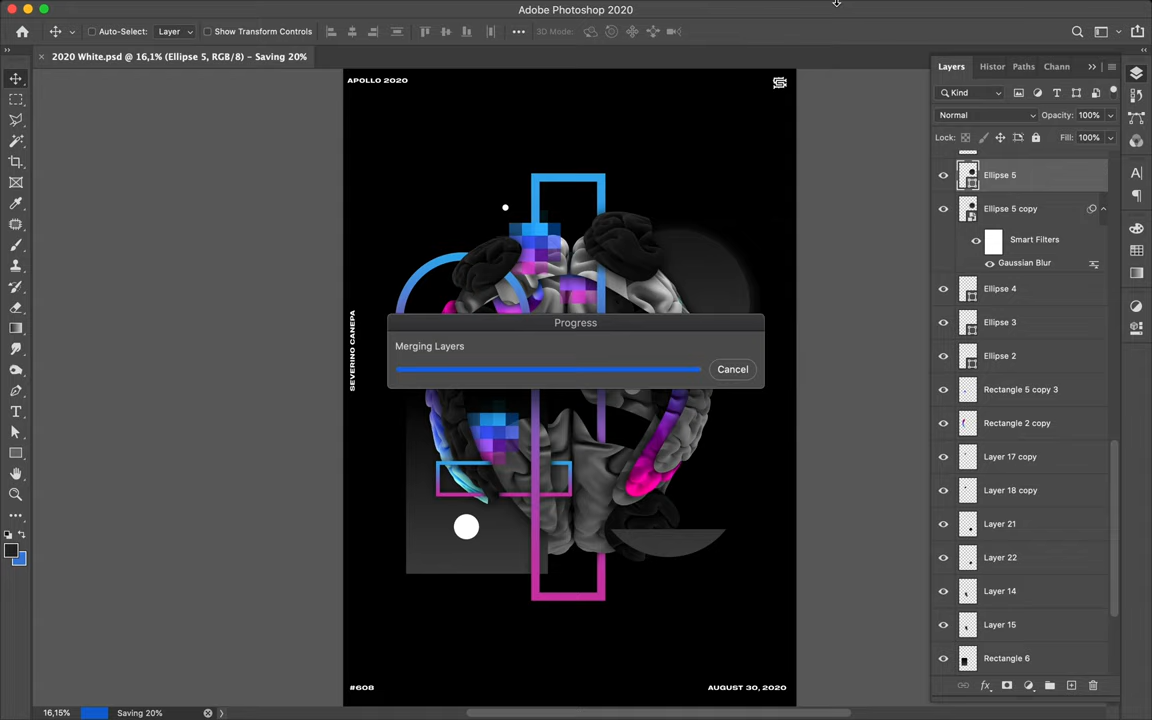 Adobe Photoshop 2020
Auto-Select: Layer Show Transform Controls 3D Mode:
2020 White.psd @ 16,1% (Ellipse 5, RGB/8) – Saving 20%
Layers Histor Paths Chann
Kind
Normal Opacity: 100%
Lock: Fill: 100%
Ellipse 5
Ellipse 5 copy
Smart Filters
Gaussian Blur
Ellipse 4
Ellipse 3
Ellipse 2
Rectangle 5 copy 3
Rectangle 2 copy
Layer 17 copy
Layer 18 copy
Layer 21
Layer 22
Layer 14
Layer 15
Rectangle 6
APOLLO 2020
SEVERINO CANEPA
Progress
Merging Layers
Cancel
#608 AUGUST 30, 2020
16,15% Saving 20%